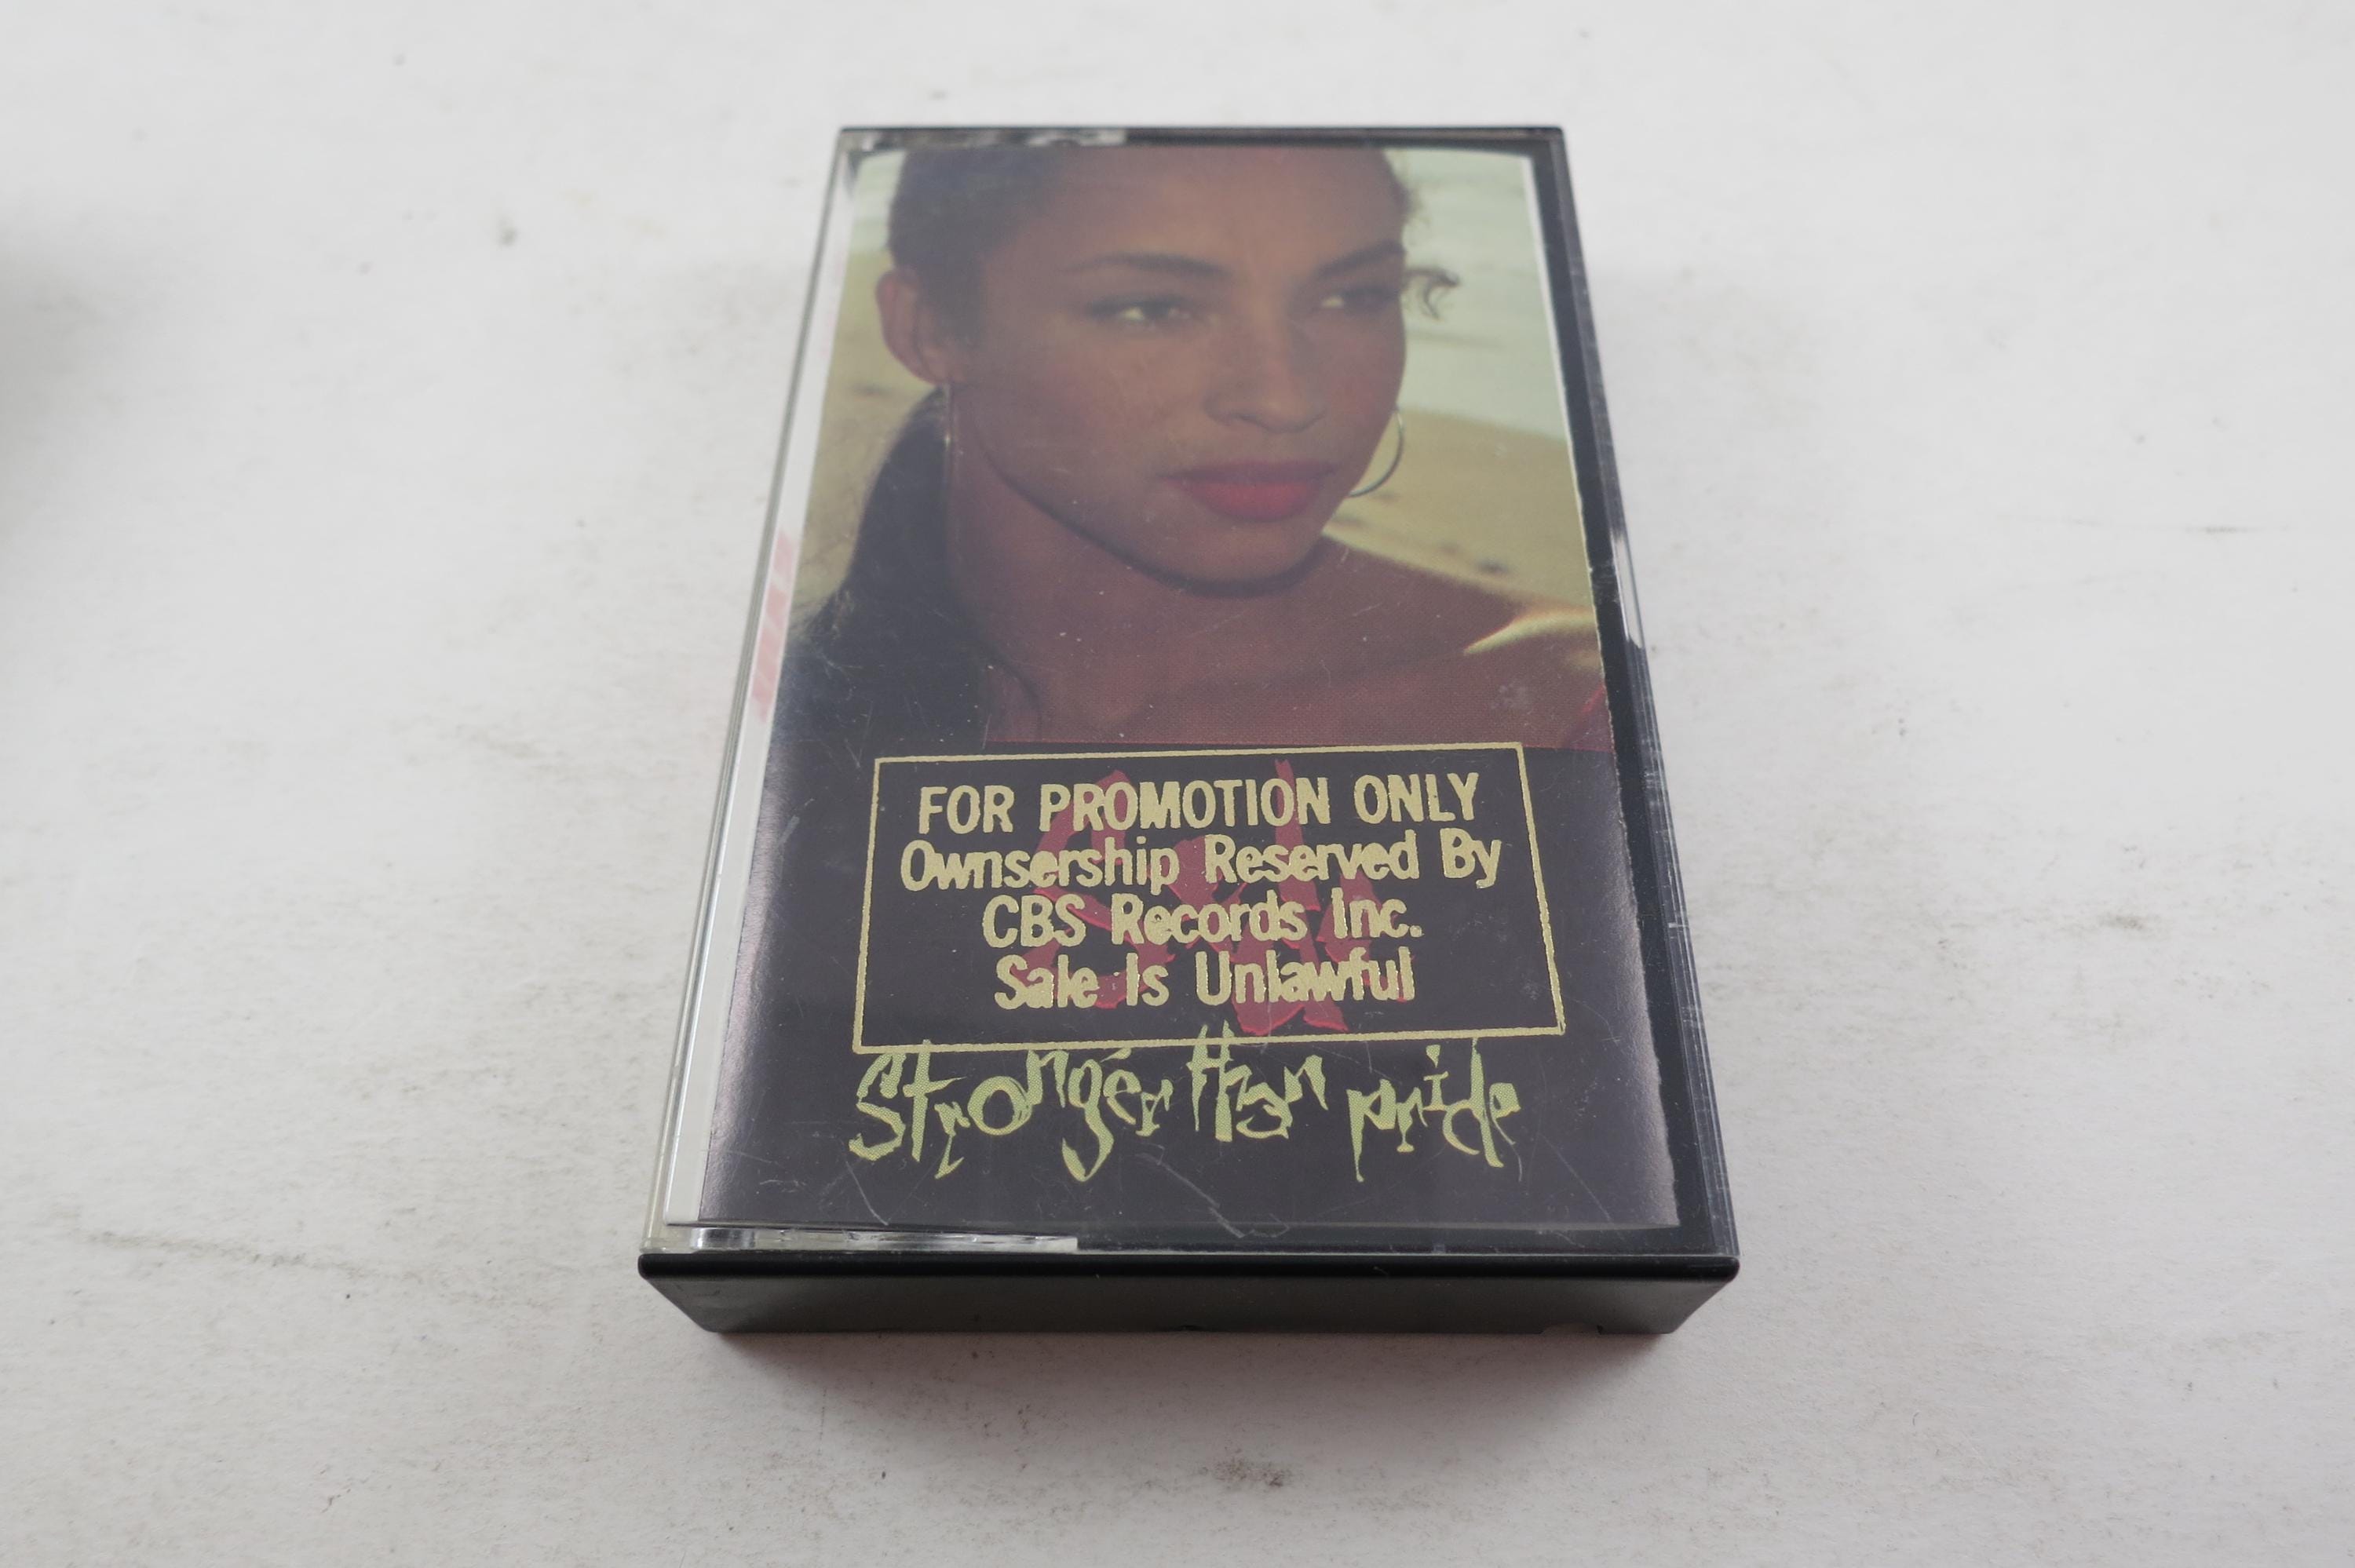 FOR PROMOTION ONLY
Ownsership Reserved By
CBS Records Inc.
Sale Is Unlawful
Stronger than pride